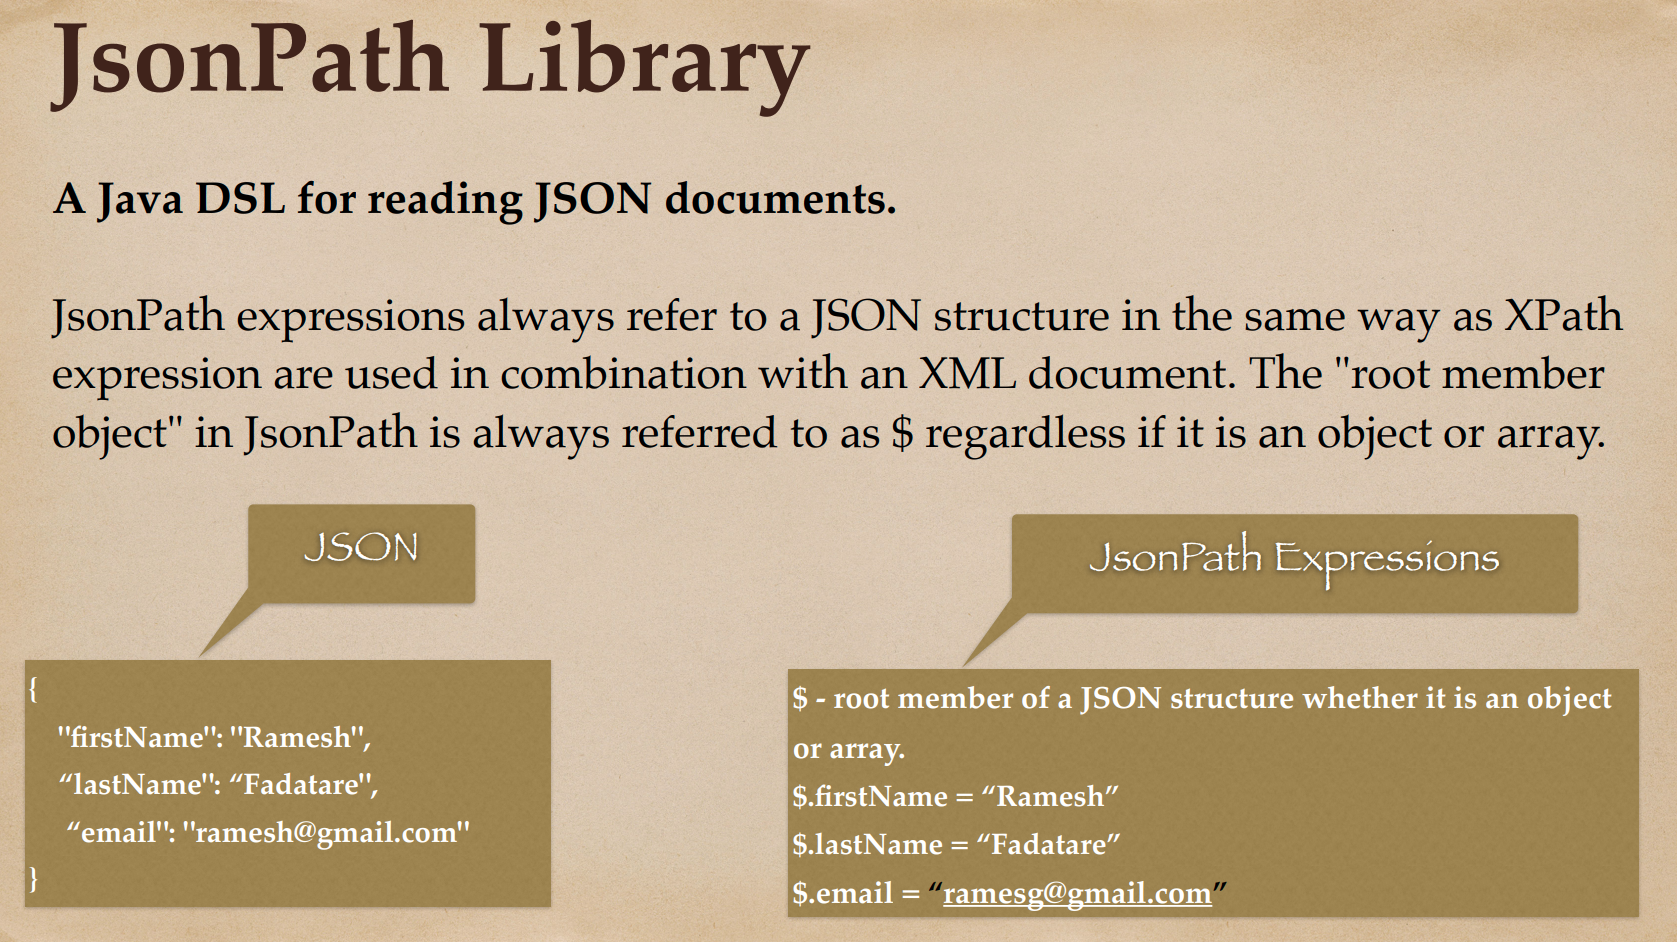 JsonPath Library
A Java DSL for reading JSON documents.
JsonPath expressions always refer to a JSON structure in the same way as XPath
expression are used in combination with an XML document. The "root member
object" in JsonPath is always referred to as $ regardless if it is an object or array.
JSON
{
"firstName": "Ramesh",
“lastName": “Fadatare",
“email": "ramesh@gmail.com"
}
JsonPath Expressions
$ - root member of a JSON structure whether it is an object
or array.
$.firstName = “Ramesh”
$.lastName = “Fadatare”
$.email = “ramesg@gmail.com”